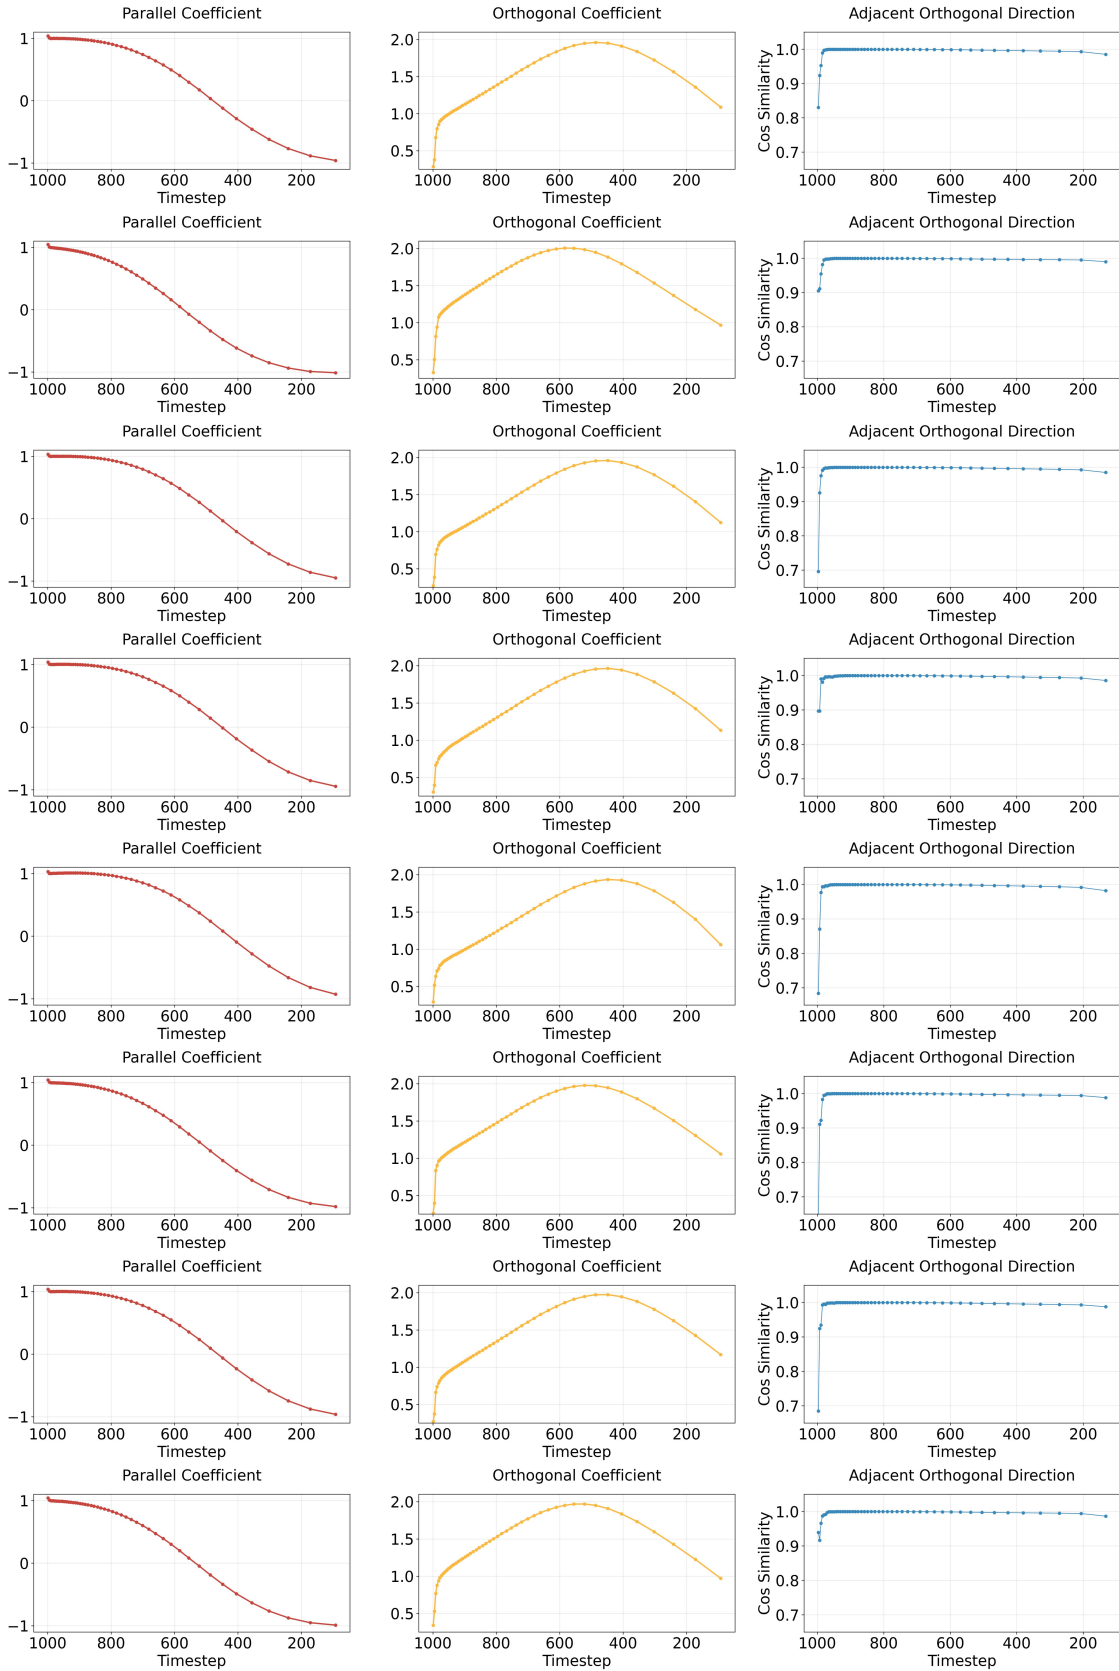 Parallel Coefficient Orthogonal Coefficient Adjacent Orthogonal Direction
1 0 −1 1000 800 600 400 200 Timestep
2.0 1.5 1.0 0.5 1000 800 600 400 200 Timestep
Cos Similarity 1.0 0.9 0.8 0.7 1000 800 600 400 200 Timestep
Parallel Coefficient Orthogonal Coefficient Adjacent Orthogonal Direction
1 0 −1 1000 800 600 400 200 Timestep
2.0 1.5 1.0 0.5 1000 800 600 400 200 Timestep
Cos Similarity 1.0 0.9 0.8 0.7 1000 800 600 400 200 Timestep
Parallel Coefficient Orthogonal Coefficient Adjacent Orthogonal Direction
1 0 −1 1000 800 600 400 200 Timestep
2.0 1.5 1.0 0.5 1000 800 600 400 200 Timestep
Cos Similarity 1.0 0.9 0.8 0.7 1000 800 600 400 200 Timestep
Parallel Coefficient Orthogonal Coefficient Adjacent Orthogonal Direction
1 0 −1 1000 800 600 400 200 Timestep
2.0 1.5 1.0 0.5 1000 800 600 400 200 Timestep
Cos Similarity 1.0 0.9 0.8 0.7 1000 800 600 400 200 Timestep
Parallel Coefficient Orthogonal Coefficient Adjacent Orthogonal Direction
1 0 −1 1000 800 600 400 200 Timestep
2.0 1.5 1.0 0.5 1000 800 600 400 200 Timestep
Cos Similarity 1.0 0.9 0.8 0.7 1000 800 600 400 200 Timestep
Parallel Coefficient Orthogonal Coefficient Adjacent Orthogonal Direction
1 0 −1 1000 800 600 400 200 Timestep
2.0 1.5 1.0 0.5 1000 800 600 400 200 Timestep
Cos Similarity 1.0 0.9 0.8 0.7 1000 800 600 400 200 Timestep
Parallel Coefficient Orthogonal Coefficient Adjacent Orthogonal Direction
1 0 −1 1000 800 600 400 200 Timestep
2.0 1.5 1.0 0.5 1000 800 600 400 200 Timestep
Cos Similarity 1.0 0.9 0.8 0.7 1000 800 600 400 200 Timestep
Parallel Coefficient Orthogonal Coefficient Adjacent Orthogonal Direction
1 0 −1 1000 800 600 400 200 Timestep
2.0 1.5 1.0 0.5 1000 800 600 400 200 Timestep
Cos Similarity 1.0 0.9 0.8 0.7 1000 800 600 400 200 Timestep